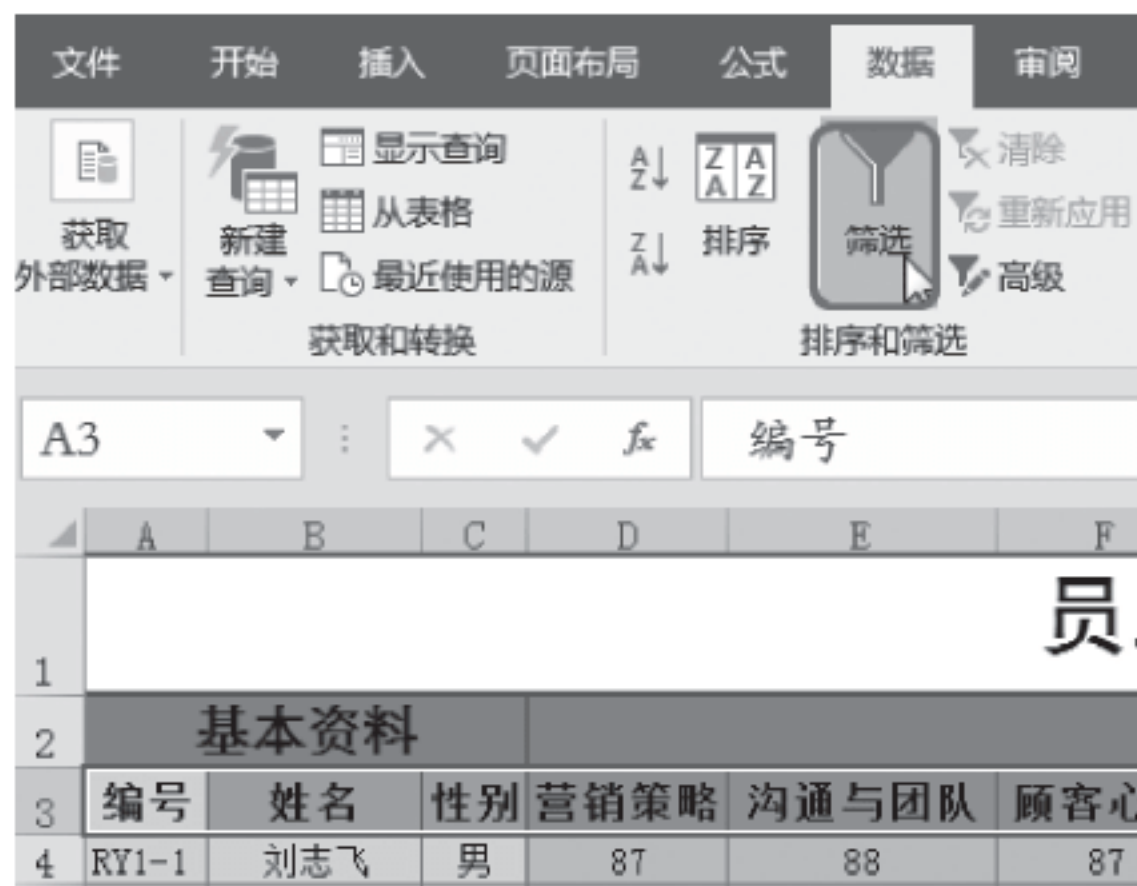 文件 开始 插入 页面布局 公式 数据 审阅
获取 外部数据
新建 查询
显示查询
从表格
最近使用的源
获取和转换
A Z
Z A
Z A A Z
排序
筛选
清除
重新应用
高级
排序和筛选
A3 fx 编号
A B C D E F
1 员
2 基本资料
3 编号 姓名 性别 营销策略 沟通与团队 顾客心
4 RY1-1 刘志飞 男 87 88 87